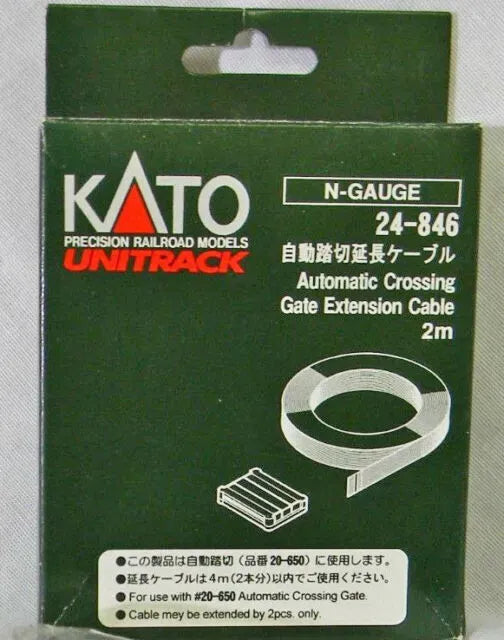 KATO
PRECISION RAILROAD MODELS
UNITRACK
N-GAUGE
24-846
自動踏切延長ケーブル
Automatic Crossing
Gate Extension Cable
2m
●この製品は自動踏切（品番20-650）に使用します。
●延長ケーブルは4m（2本分）以内でご使用ください。
●For use with #20-650 Automatic Crossing Gate.
●Cable mey be extended by 2pcs. only.